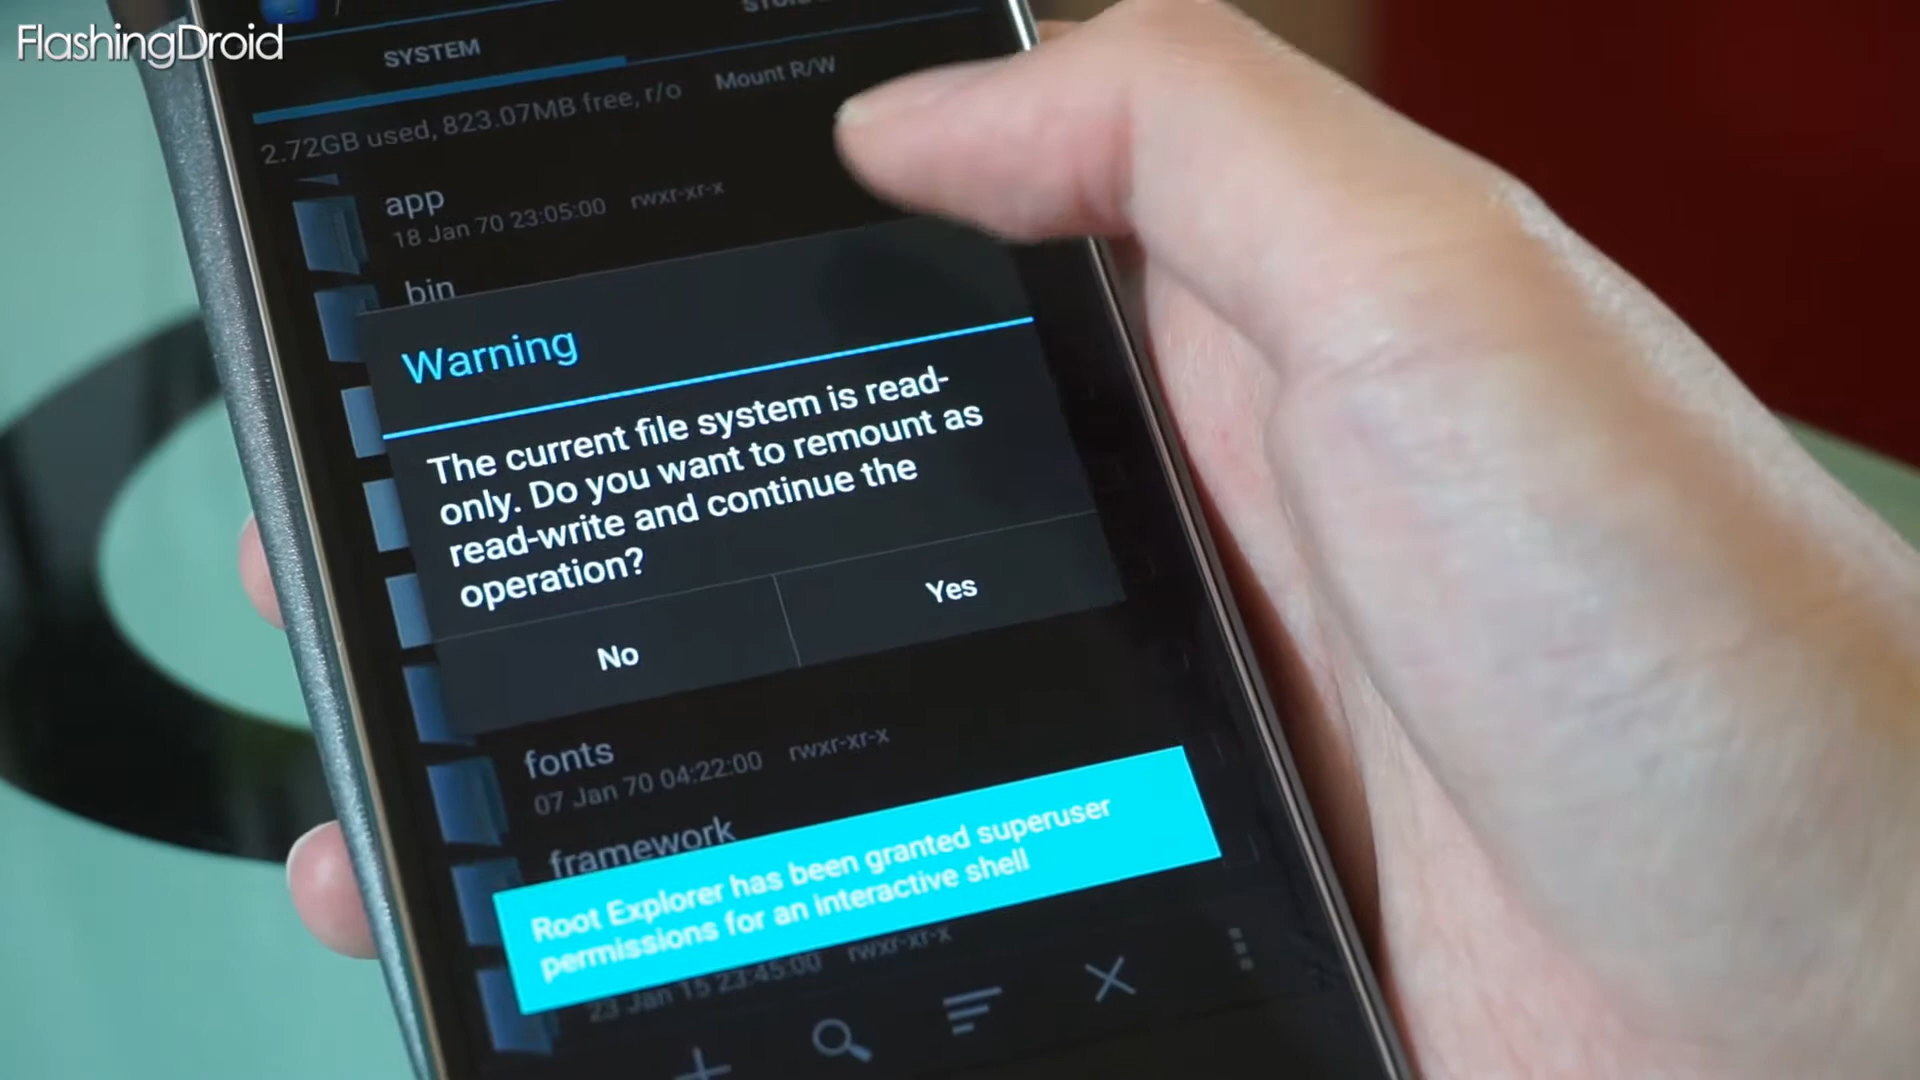 FlashingDroid
SYSTEM
2.72GB used, 823.07MB free, r/o
Mount R/W
app
18 Jan 70 23:05:00 rwxr-xr-x
bin
Warning
The current file system is read-
only. Do you want to remount as
read-write and continue the
operation?
No
Yes
fonts
07 Jan 70 04:22:00 rwxr-xr-x
framework
Root Explorer has been granted superuser
permissions for an interactive shell
23 Jan 15 23:45:00 rwxr-xr-x